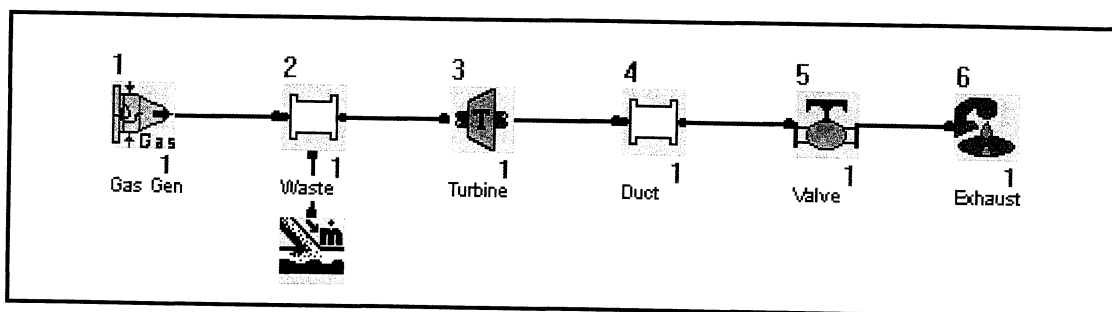 1 2 3 4 5 6
Gas
1 1 1 1 1 1
Gas Gen Waste Turbine Duct Valve Exhaust
T
ṁ